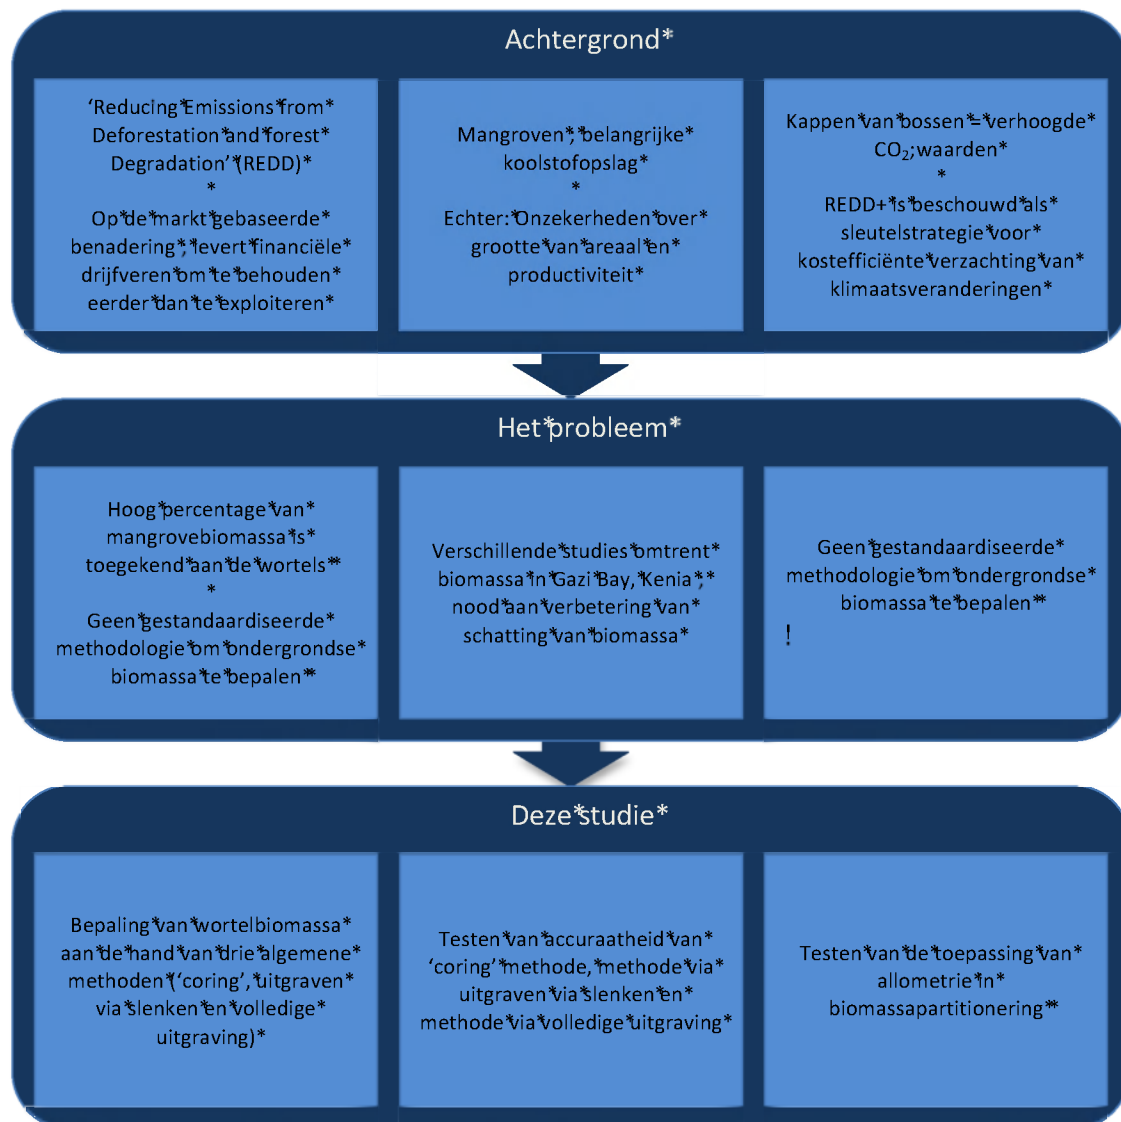 Achtergrond*
‘Reducing*Emissions*from*
Deforestation*and*forest*
Degradation’*(REDD)*
*
Op*de*markt*gebaseerde*
benadering*;*levert*financiële*
drijfveren*om*te*behouden*
eerder*dan*te*exploiteren*
Mangroven*;*belangrijke*
koolstofopslag*
*
Echter:*Onzekerheden*over*
grootte*van*areaal*en*
productiviteit*
Kappen*van*bossen*=*verhoogde*
CO₂;waarden*
*
REDD+*is*beschouwd*als*
sleutelstrategie*voor*
kostefficiënte*verzachting*van*
klimaatsveranderingen*
Het*probleem*
Hoog*percentage*van*
mangrovebiomassa*is*
toegekend*aan*de*wortels**
*
Geen*gestandaardiseerde*
methodologie*om*ondergrondse*
biomassa*te*bepalen**
Verschillende*studies*omtrent*
biomassa*in*Gazi*Bay,*Kenia*;*
nood*aan*verbetering*van*
schatting*van*biomassa*
Geen*gestandaardiseerde*
methodologie*om*ondergrondse*
biomassa*te*bepalen**
!
Deze*studie*
Bepaling*van*wortelbiomassa*
aan*de*hand*van*drie*algemene*
methoden*(‘coring’,*uitgraven*
via*slenken*en*volledige*
uitgraving)*
Testen*van*accuraatheid*van*
‘coring’*methode,*methode*via*
uitgraven*via*slenken*en*
methode*via*volledige*uitgraving*
Testen*van*de*toepassing*van*
allometrie*in*
biomassapartitionering**